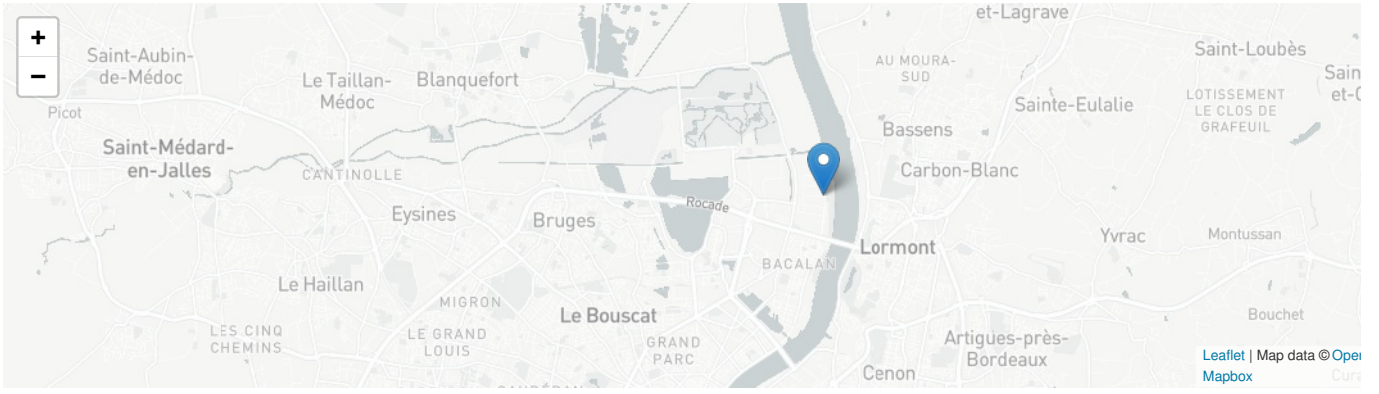 +
−
et-Lagrave
Saint-Aubin-
de-Médoc
Le Taillan-
Médoc
Blanquefort
AU MOURA-
SUD
Saint-Loubès
Picot
Sainte-Eulalie
LOTISSEMENT
LE CLOS DE
GRAFEUIL
Saint-Médard-
en-Jalles
Bassens
CANTINOLLE
Carbon-Blanc
Eysines
Bruges
Rocade
Lormont
Yvrac
Montussan
BACALAN
Le Haillan
MIGRON
Le Bouscat
Bouchet
LES CINQ
CHEMINS
LE GRAND
LOUIS
GRAND
PARC
Artigues-près-
Bordeaux
Cenon
Leaflet | Map data © Open
Mapbox